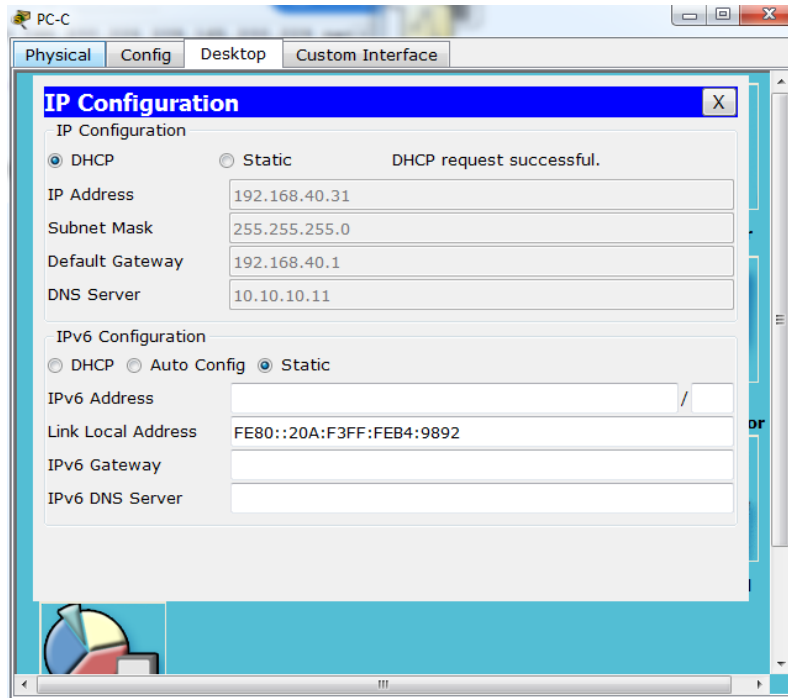 PC-C
Physical Config Desktop Custom Interface
IP Configuration X
IP Configuration
DHCP Static DHCP request successful.
IP Address 192.168.40.31
Subnet Mask 255.255.255.0
Default Gateway 192.168.40.1
DNS Server 10.10.10.11
IPv6 Configuration
DHCP Auto Config Static
IPv6 Address /
Link Local Address FE80::20A:F3FF:FEB4:9892
IPv6 Gateway
IPv6 DNS Server